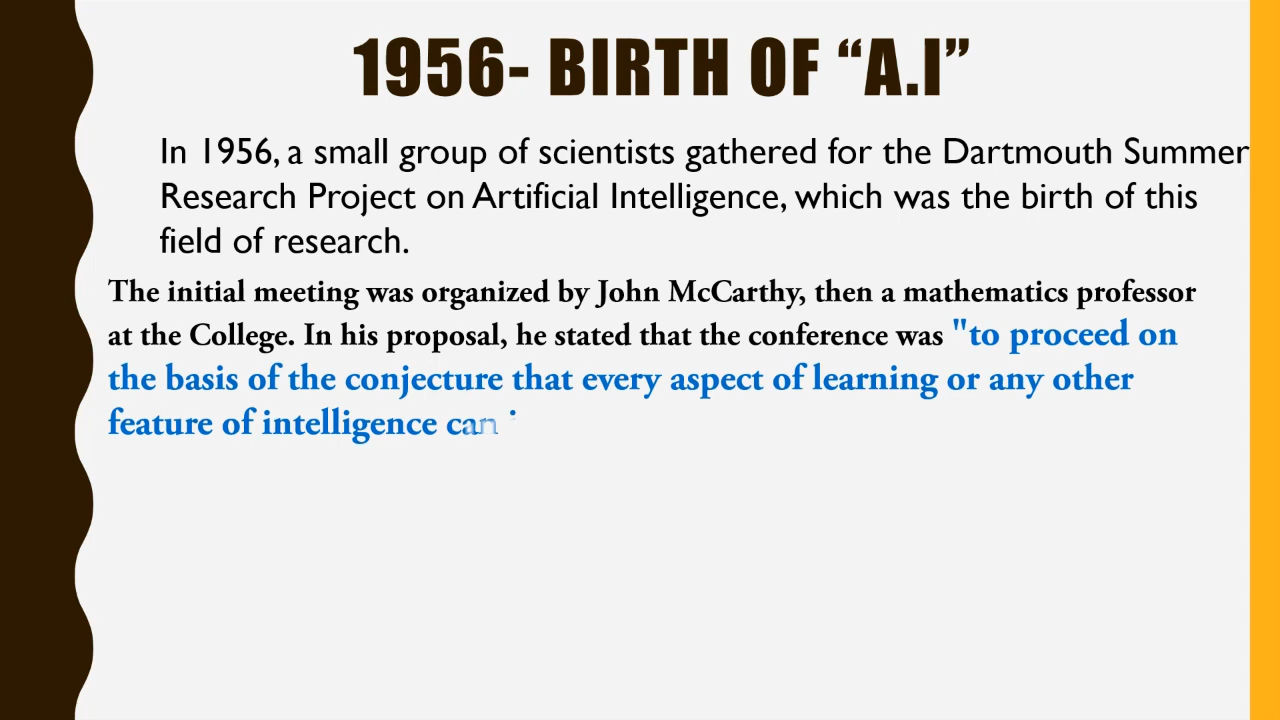 1956- BIRTH OF “A.I”
In 1956, a small group of scientists gathered for the Dartmouth Summer
Research Project on Artificial Intelligence, which was the birth of this
field of research.
The initial meeting was organized by John McCarthy, then a mathematics professor
at the College. In his proposal, he stated that the conference was "to proceed on
the basis of the conjecture that every aspect of learning or any other
feature of intelligence can